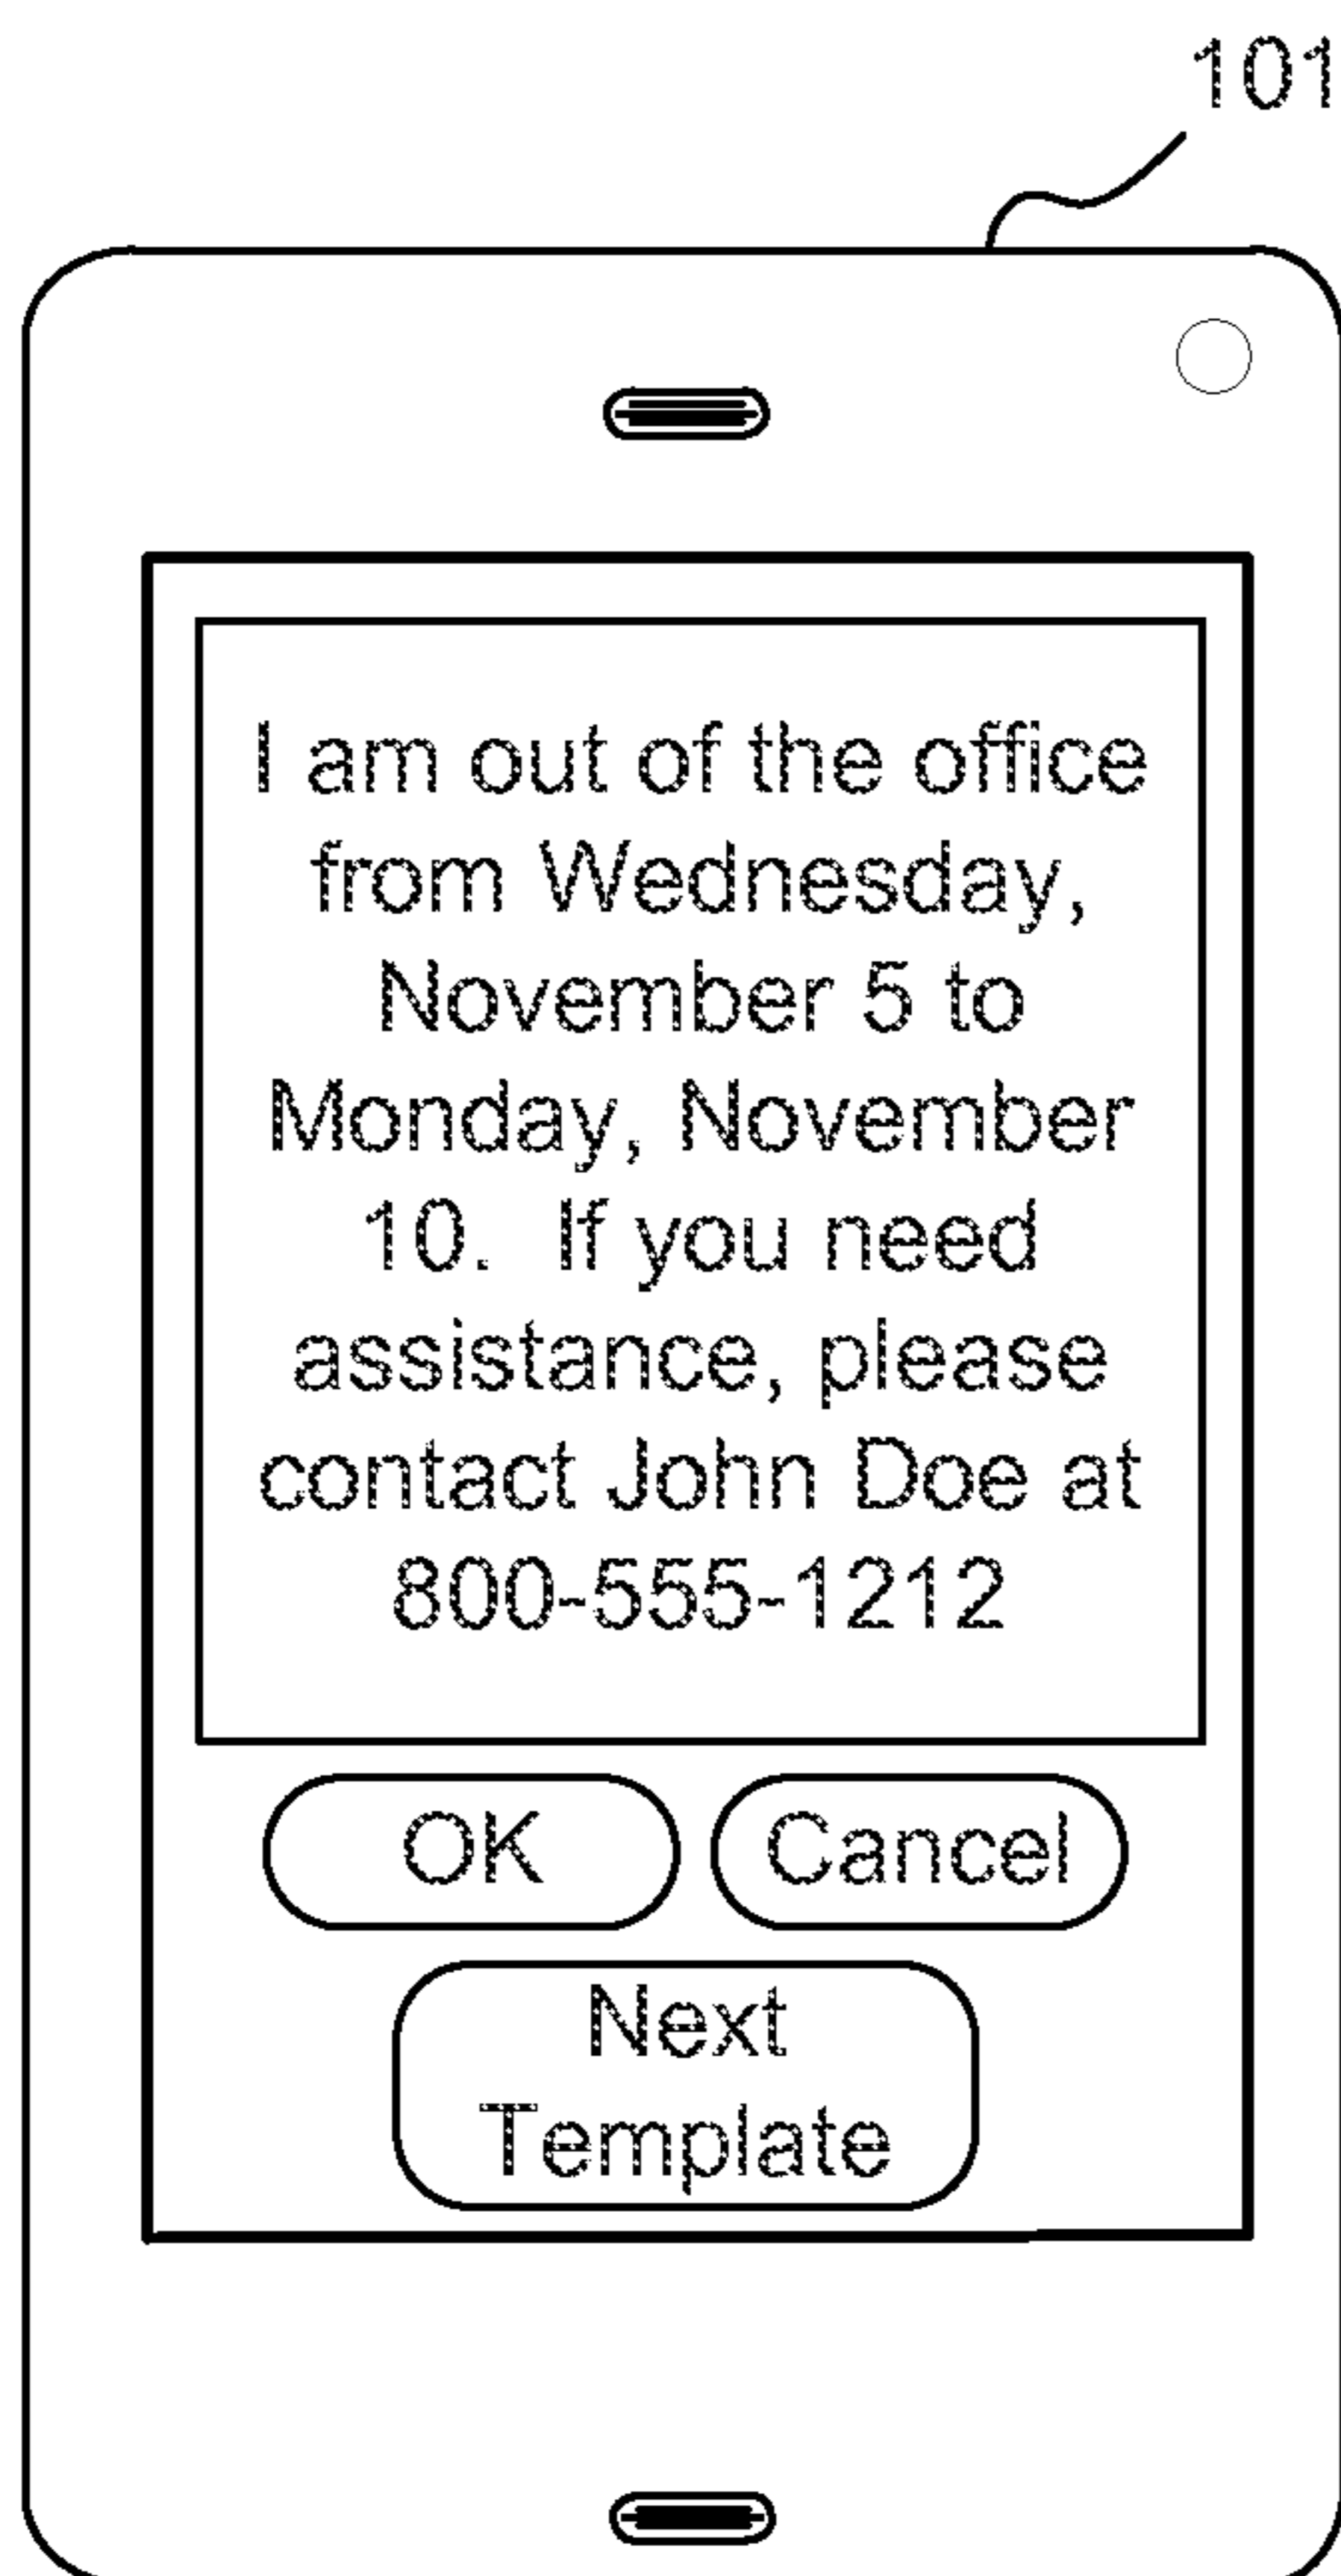 101
I am out of the office
from Wednesday,
November 5 to
Monday, November
10.  If you need
assistance, please
contact John Doe at
800-555-1212
OK
Cancel
Next
Template